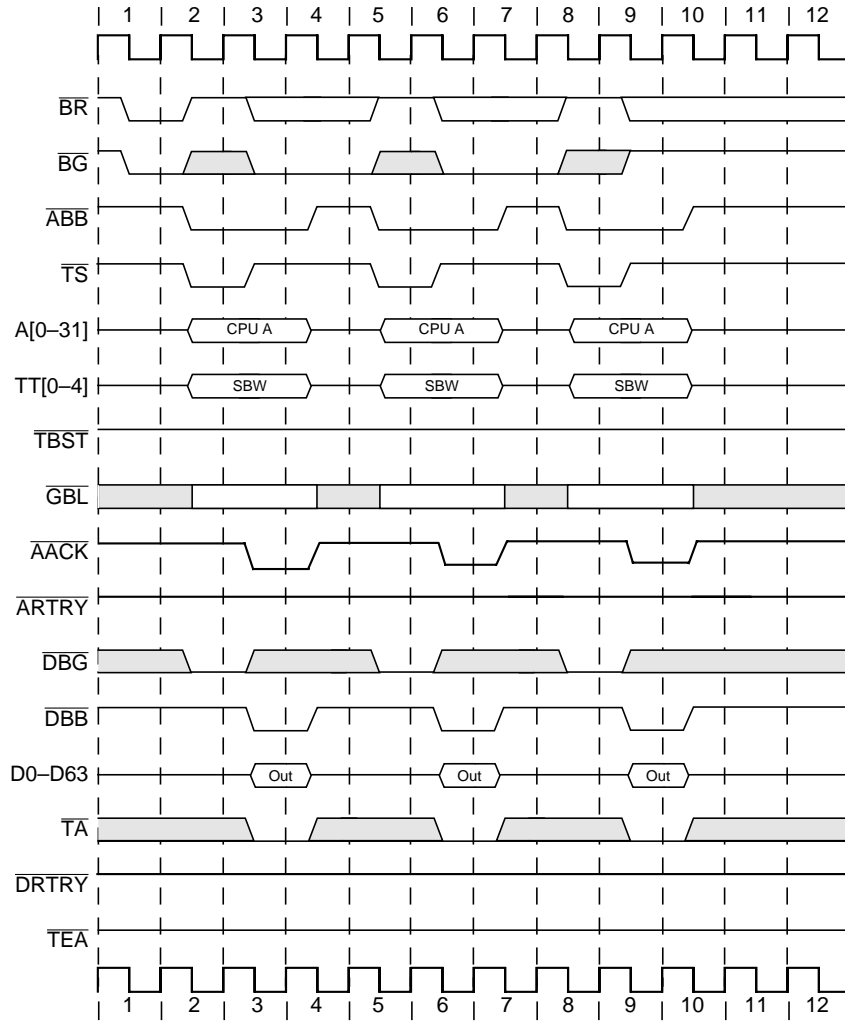 1 2 3 4 5 6 7 8 9 10 11 12
BR
BG
ABB
TS
A[0–31] CPU A CPU A CPU A
TT[0–4] SBW SBW SBW
TBST
GBL
AACK
ARTRY
DBG
DBB
D0–D63 Out Out Out
TA
DRTRY
TEA
1 2 3 4 5 6 7 8 9 10 11 12